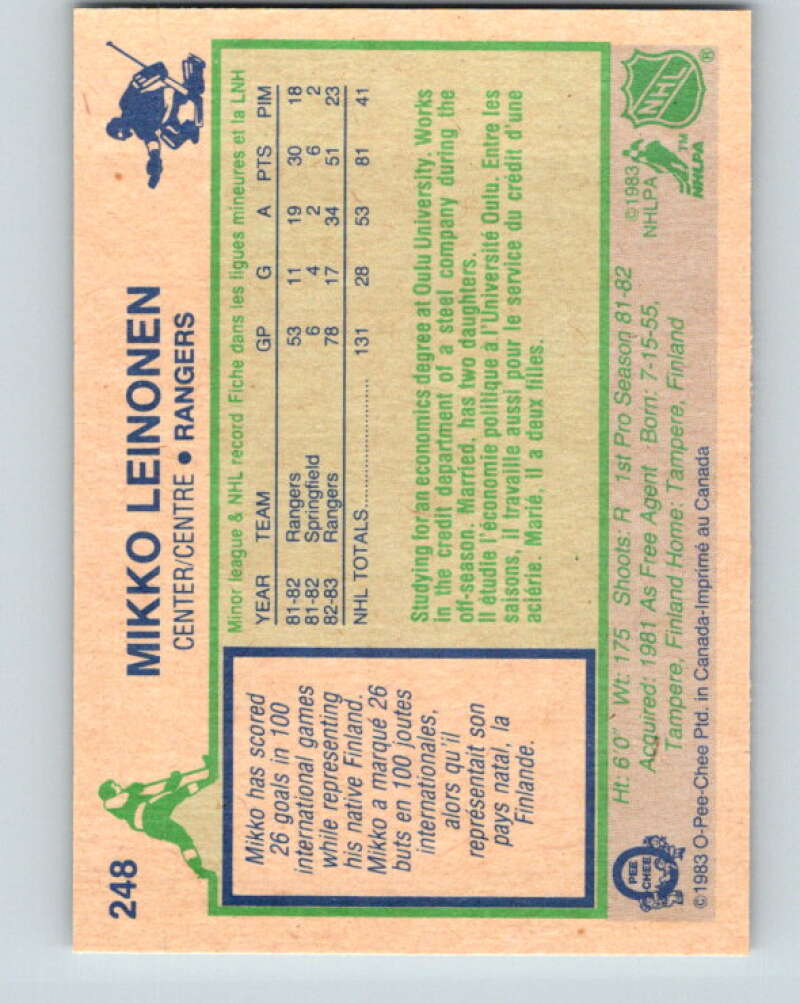 248
MIKKO LEINONEN
CENTER/CENTRE • RANGERS
Mikko has scored
26 goals in 100
international games
while representing
his native Finland.
Mikko a marqué 26
buts en 100 joutes
internationales,
alors qu'il
représentait son
pays natal, la
Finlande.
Minor league & NHL record Fiche dans les ligues mineures et la LNH
YEAR TEAM GP G A PTS PIM
81-82 Rangers 53 11 19 30 18
81-82 Springfield 6 4 2 6 2
82-83 Rangers 78 17 34 51 23
NHL TOTALS 131 28 53 81 41
Studying for an economics degree at Oulu University. Works
in the credit department of a steel company during the
off-season. Married, has two daughters.
Il étudie l'économie politique à l'Université Oulu. Entre les
saisons, il travaille aussi pour le service du crédit d'une
aciérie. Marié, il a deux filles.
Ht: 6'0" Wt: 175 Shoots: R 1st Pro Season 81-82
Acquired: 1981 As Free Agent Born: 7-15-55,
Tampere, Finland Home: Tampere, Finland
©1983 O-Pee-Chee Ptd. in Canada-Imprimé au Canada
PEE
CHEE
©1983
NHLPA
NHLPA
TM
NHL
®